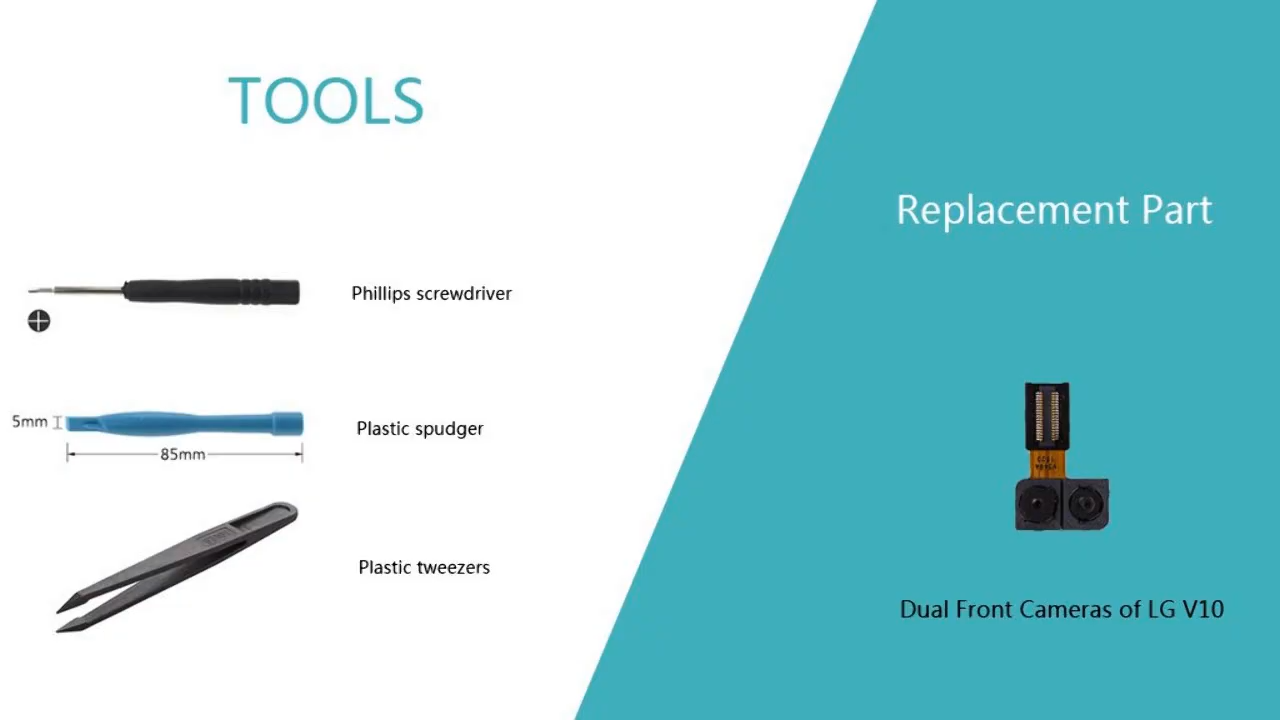 TOOLS
Replacement Part
Phillips screwdriver
5mm
Plastic spudger
85mm
Plastic tweezers
Dual Front Cameras of LG V10